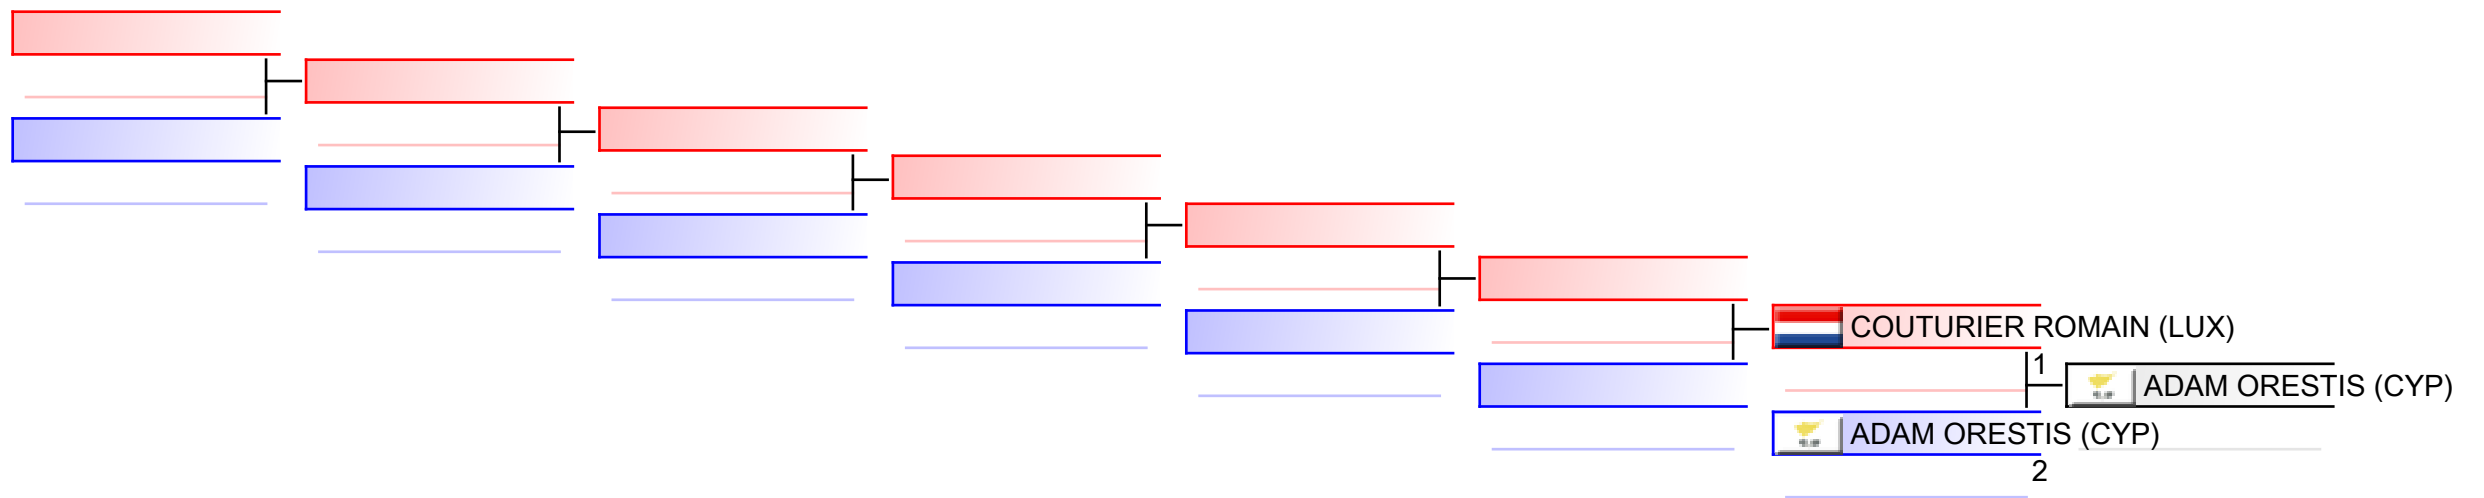 COUTURIER ROMAIN (LUX)
1
ADAM ORESTIS (CYP)
ADAM ORESTIS (CYP)
2